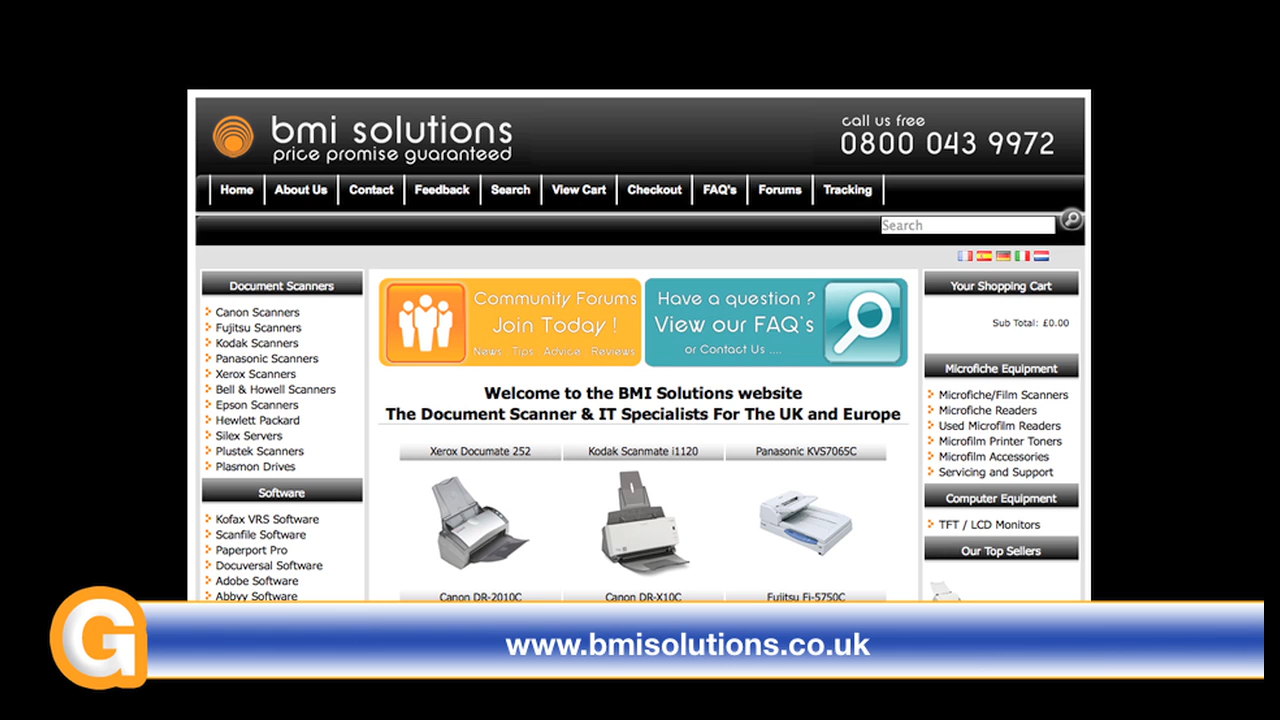 bmi solutions
price promise guaranteed
call us free
0800 043 9972
Home
About Us
Contact
Feedback
Search
View Cart
Checkout
FAQ's
Forums
Tracking
Search
Document Scanners
Canon Scanners
Fujitsu Scanners
Kodak Scanners
Panasonic Scanners
Xerox Scanners
Bell & Howell Scanners
Epson Scanners
Hewlett Packard
Silex Servers
Plustek Scanners
Plasmon Drives
Software
Kofax VRS Software
Scanfile Software
Paperport Pro
Docuversal Software
Adobe Software
Abbyy Software
Community Forums
Join Today !
News . Tips . Advice . Reviews
Have a question ?
View our FAQ's
or Contact Us ....
Welcome to the BMI Solutions website
The Document Scanner & IT Specialists For The UK and Europe
Xerox Documate 252
Kodak Scanmate i1120
Panasonic KVS7065C
Canon DR-2010C
Canon DR-X10C
Fujitsu Fi-5750C
Your Shopping Cart
Sub Total: £0.00
Microfiche Equipment
Microfiche/Film Scanners
Microfiche Readers
Used Microfilm Readers
Microfilm Printer Toners
Microfilm Accessories
Servicing and Support
Computer Equipment
TFT / LCD Monitors
Our Top Sellers
G
www.bmisolutions.co.uk